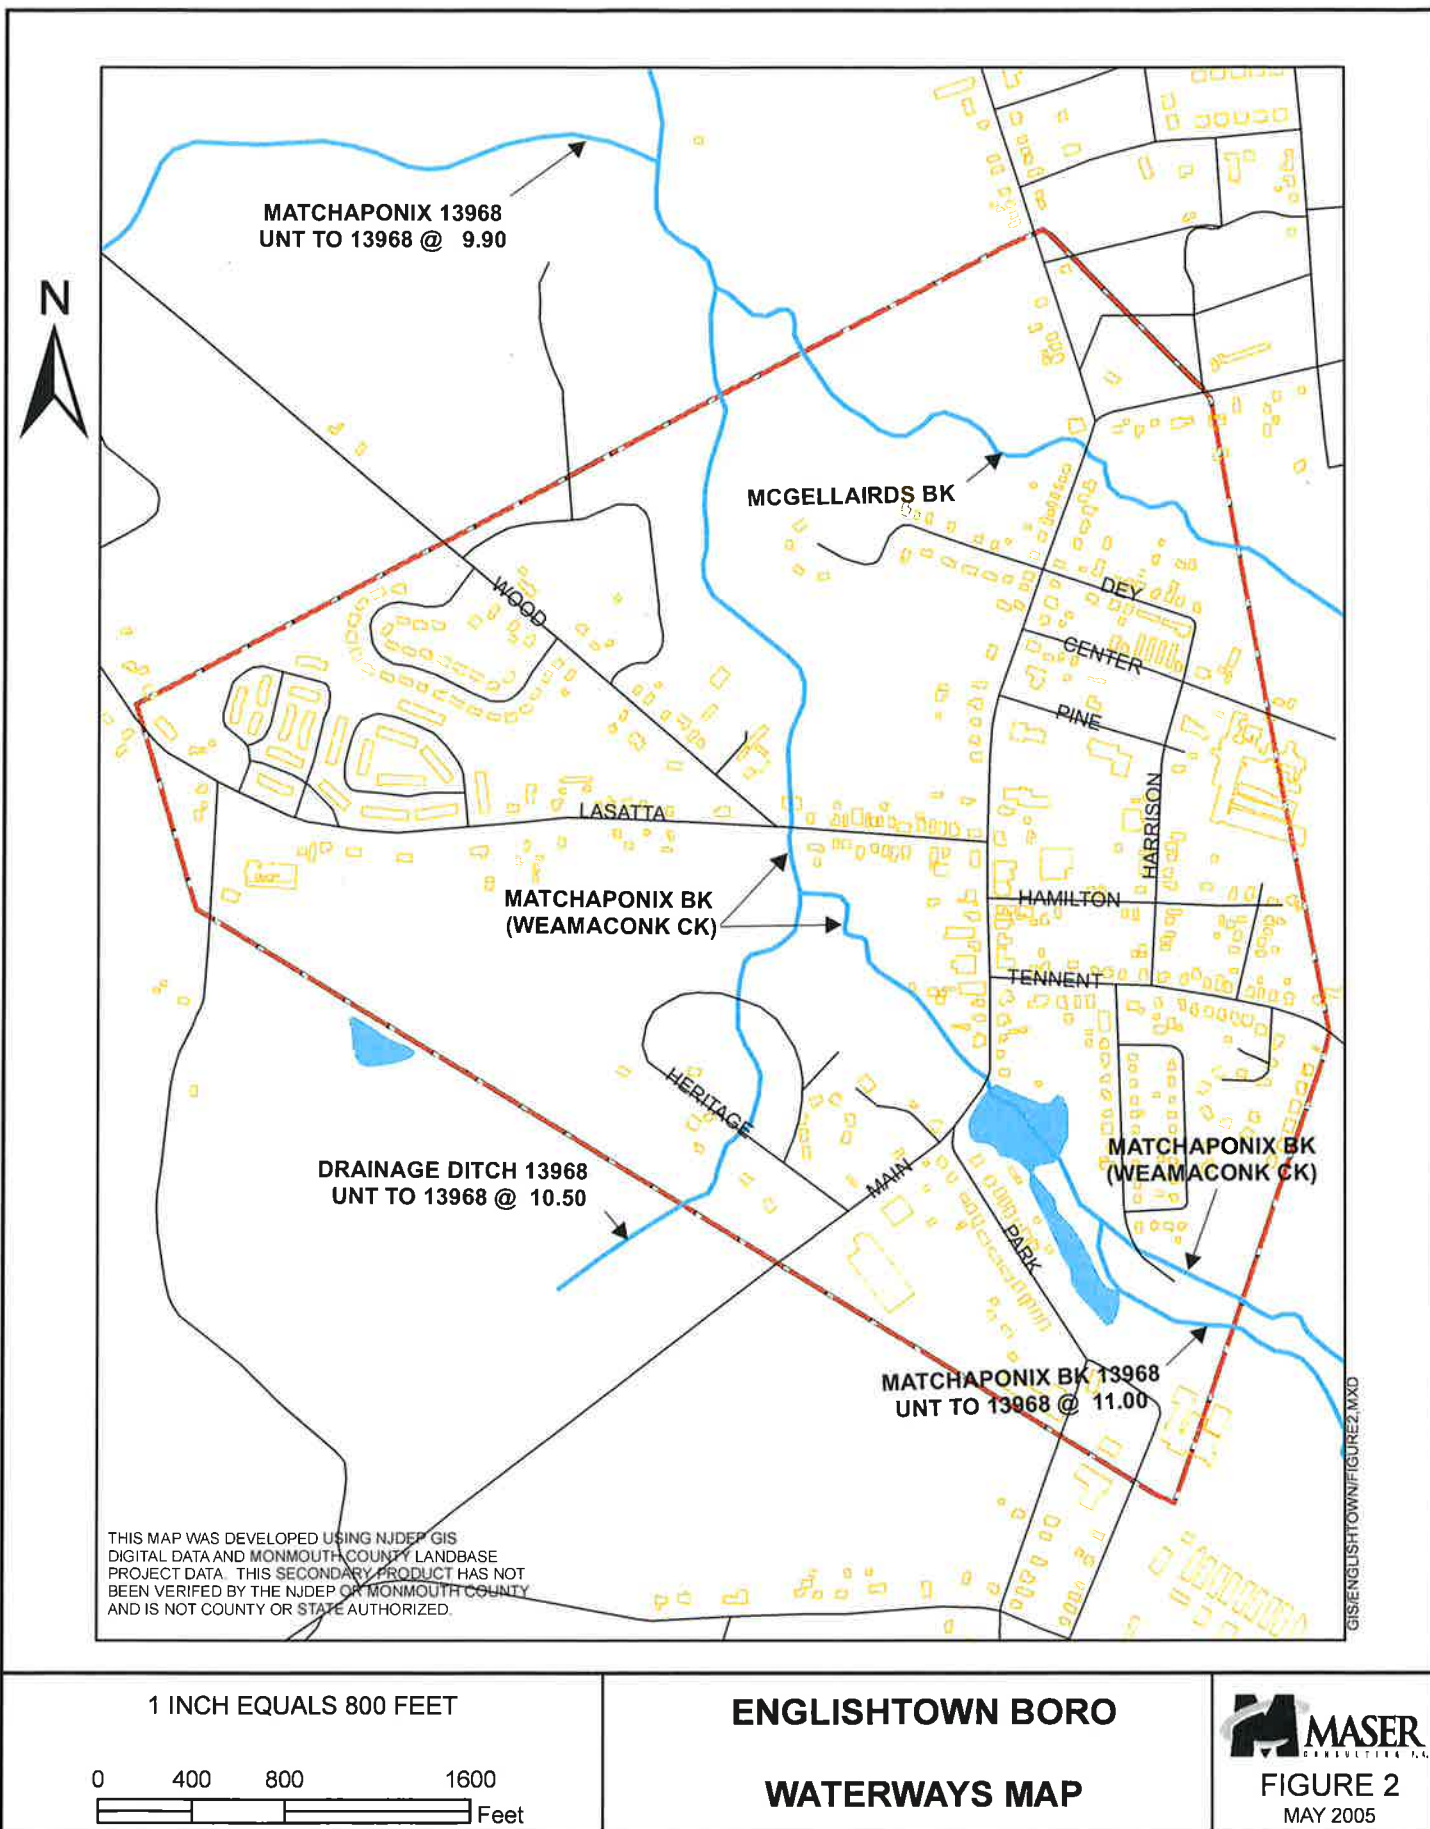 MATCHAPONIX 13968
UNT TO 13968 @ 9.90
N
MCGELLAIRDS BK
DEY
WOOD
CENTER
PINE
LASATTA
HARRISON
MATCHAPONIX BK
(WEAMACONK CK)
HAMILTON
TENNENT
HERITAGE
MATCHAPONIX BK
(WEAMACONK CK)
DRAINAGE DITCH 13968
UNT TO 13968 @ 10.50
MAIN
PARK
MATCHAPONIX BK 13968
UNT TO 13968 @ 11.00
GIS/ENGLISHTOWN/FIGURE2.MXD
THIS MAP WAS DEVELOPED USING NJDEP GIS
DIGITAL DATA AND MONMOUTH COUNTY LANDBASE
PROJECT DATA. THIS SECONDARY PRODUCT HAS NOT
BEEN VERIFED BY THE NJDEP OR MONMOUTH COUNTY
AND IS NOT COUNTY OR STATE AUTHORIZED.
1 INCH EQUALS 800 FEET
0 400 800 1600
Feet
ENGLISHTOWN BORO
WATERWAYS MAP
MASER
CONSULTING P.A.
FIGURE 2
MAY 2005